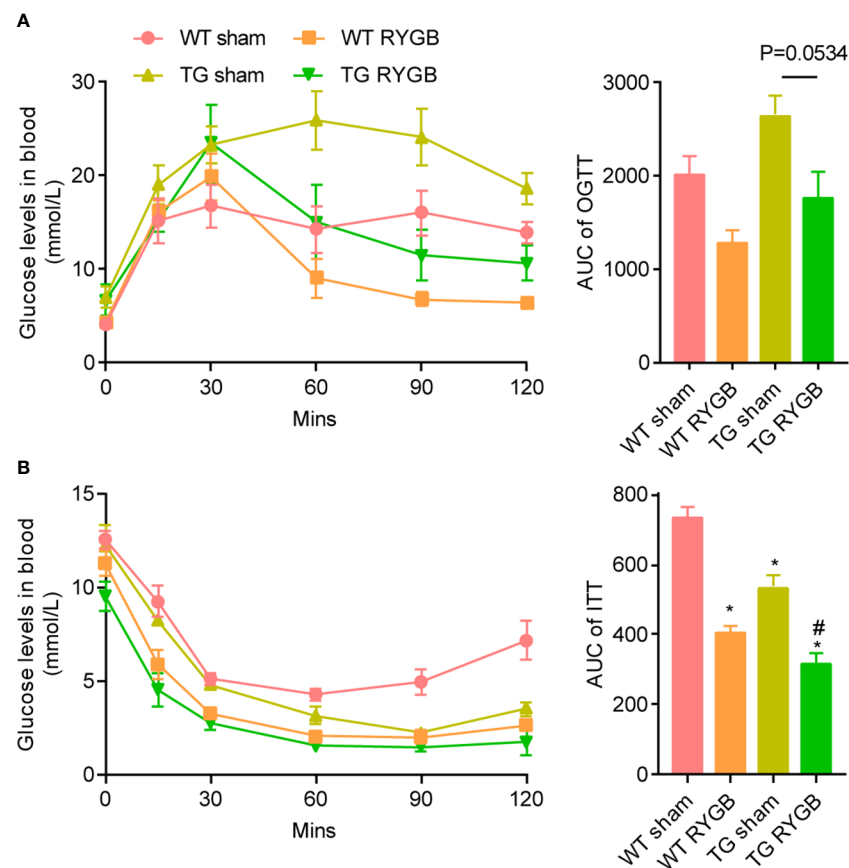 A
WT sham
WT RYGB
TG sham
TG RYGB
Glucose levels in blood
(mmol/L)
30
20
10
0
0
30
60
90
120
Mins
P=0.0534
AUC of OGTT
3000
2000
1000
0
WT sham
WT RYGB
TG sham
TG RYGB
B
Glucose levels in blood
(mmol/L)
15
10
5
0
0
30
60
90
120
Mins
AUC of ITT
800
600
400
200
0
*
*
#
*
WT sham
WT RYGB
TG sham
TG RYGB